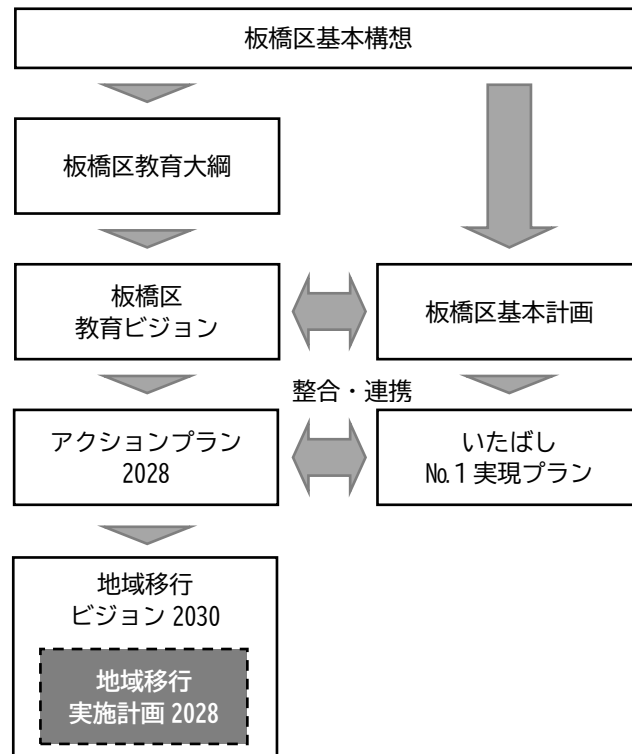 板橋区基本構想
板橋区教育大綱
板橋区
教育ビジョン
板橋区基本計画
整合・連携
アクションプラン
2028
いたばし
№１実現プラン
地域移行
ビジョン 2030
地域移行
実施計画 2028